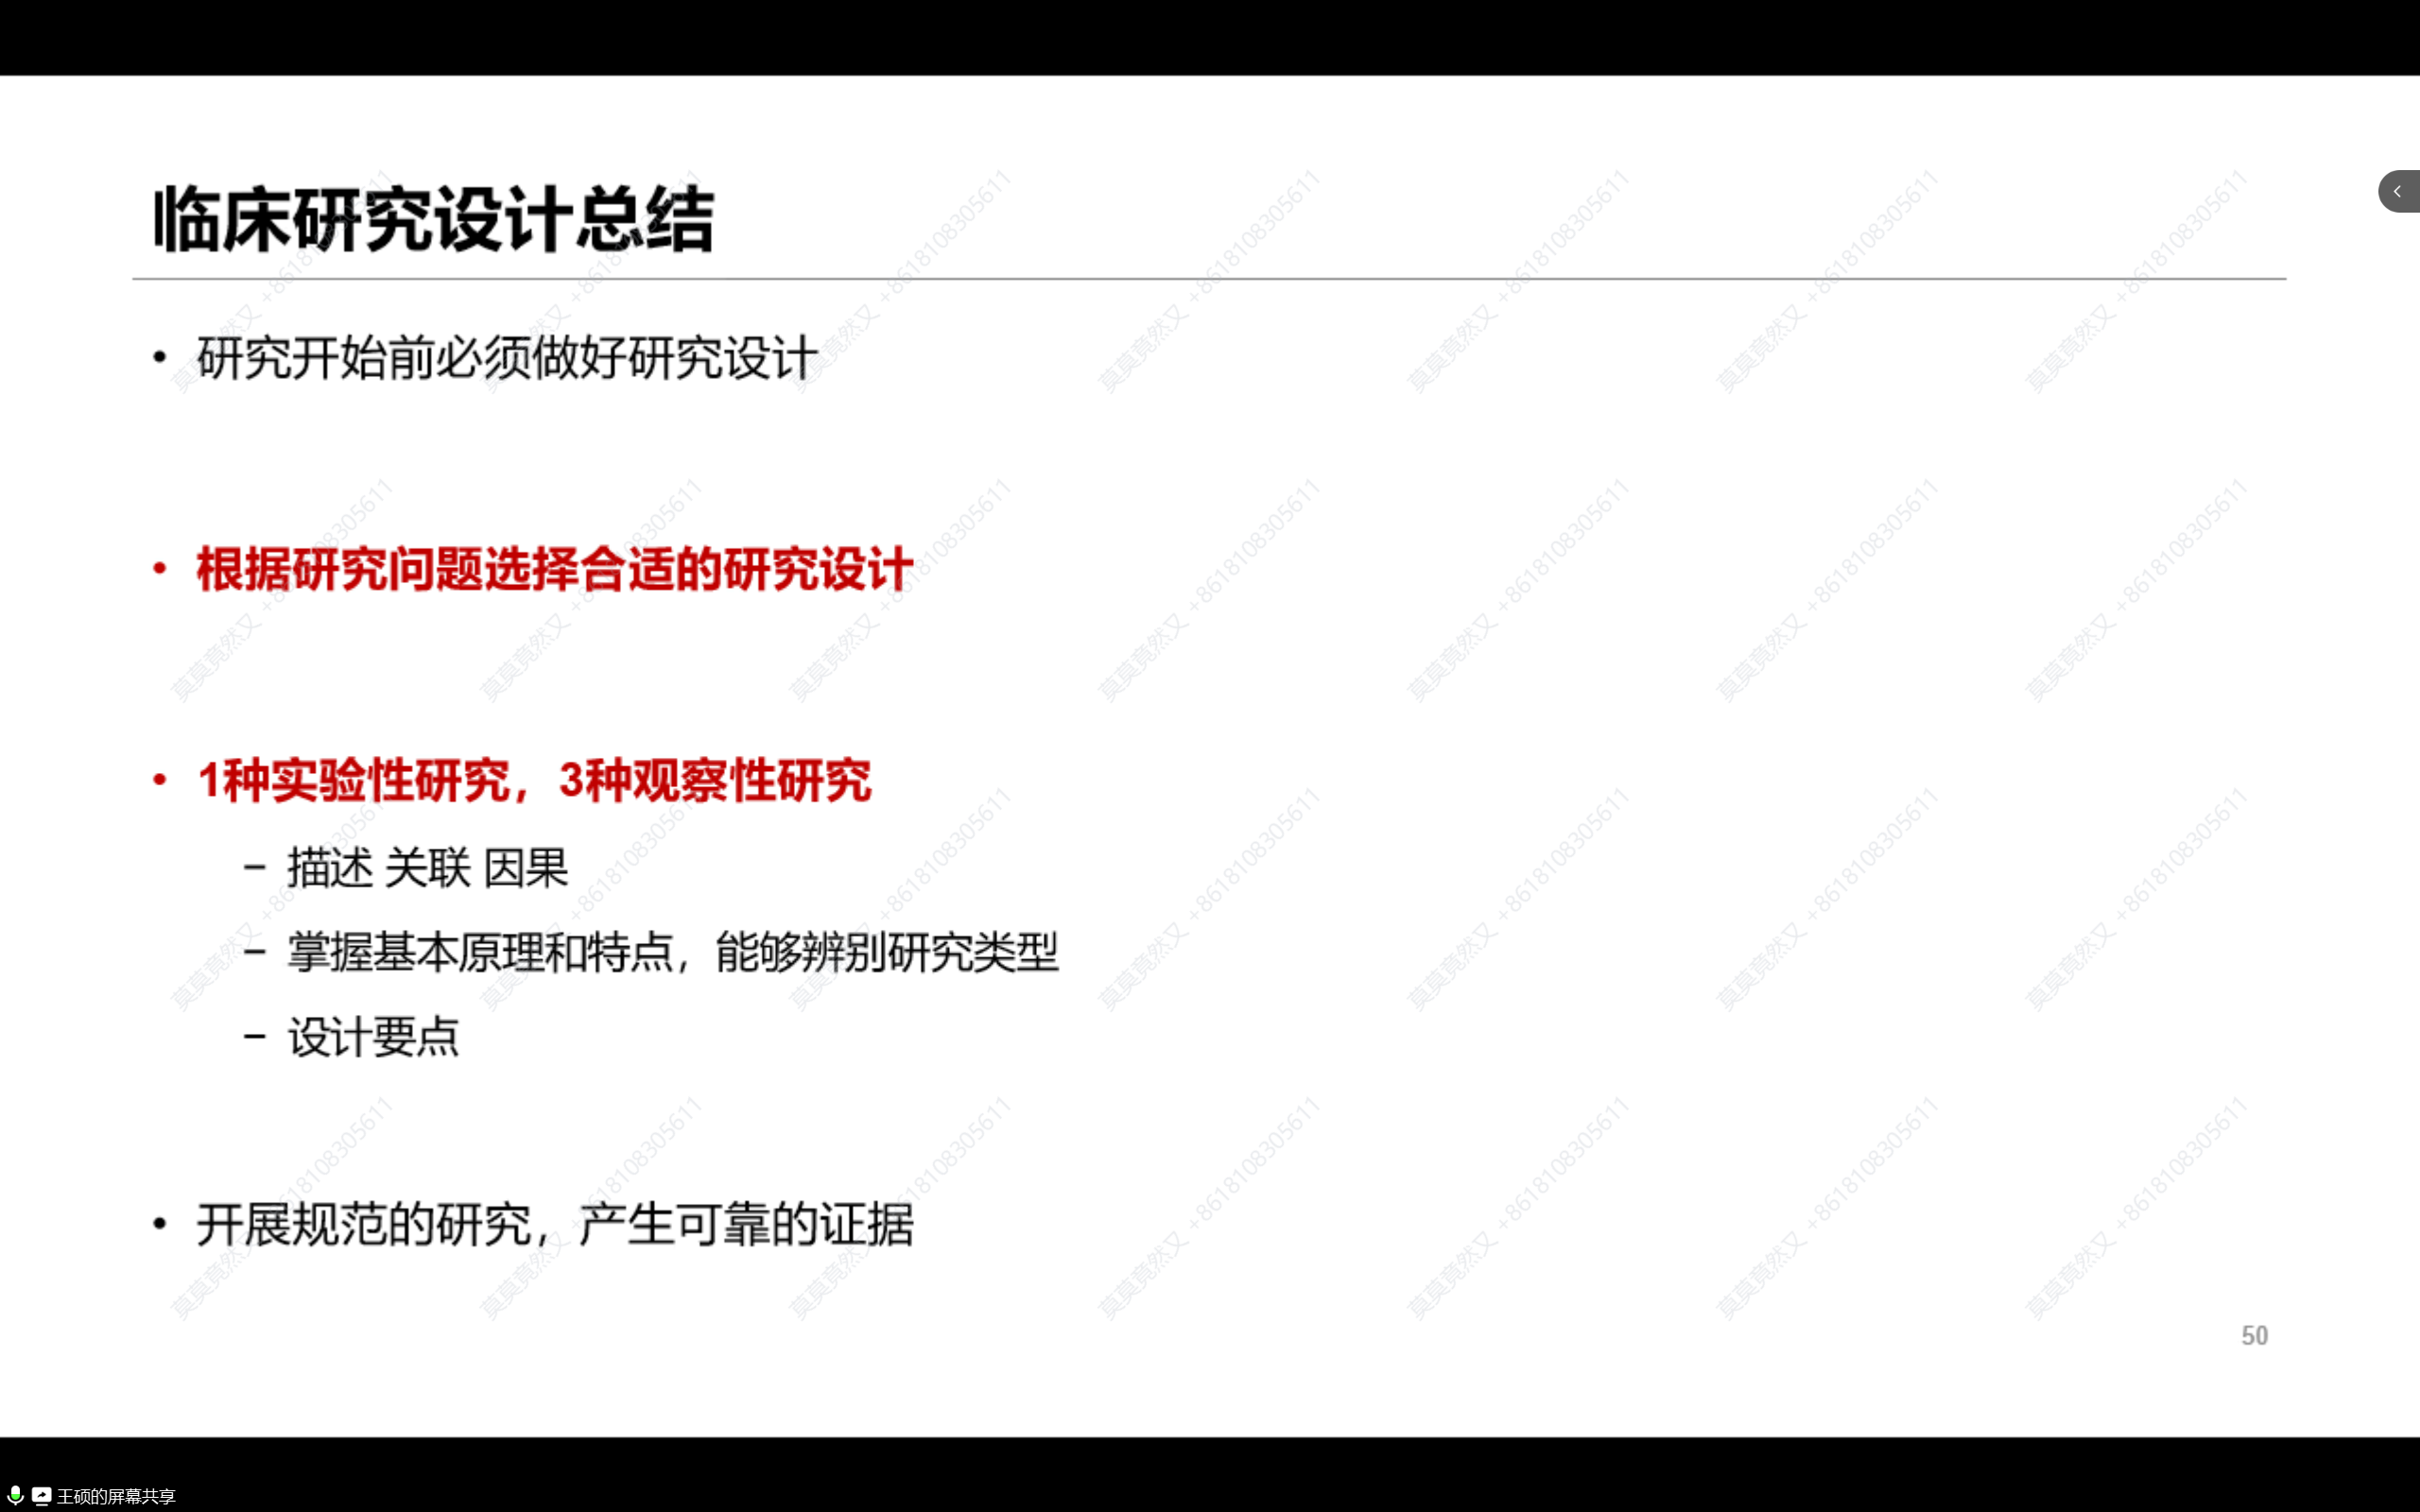 临床研究设计总结
• 研究开始前必须做好研究设计
• 根据研究问题选择合适的研究设计
• 1种实验性研究，3种观察性研究
– 描述 关联 因果
– 掌握基本原理和特点，能够辨别研究类型
– 设计要点
• 开展规范的研究，产生可靠的证据
50
莫莫竟然又 +8618108305611
王硕的屏幕共享